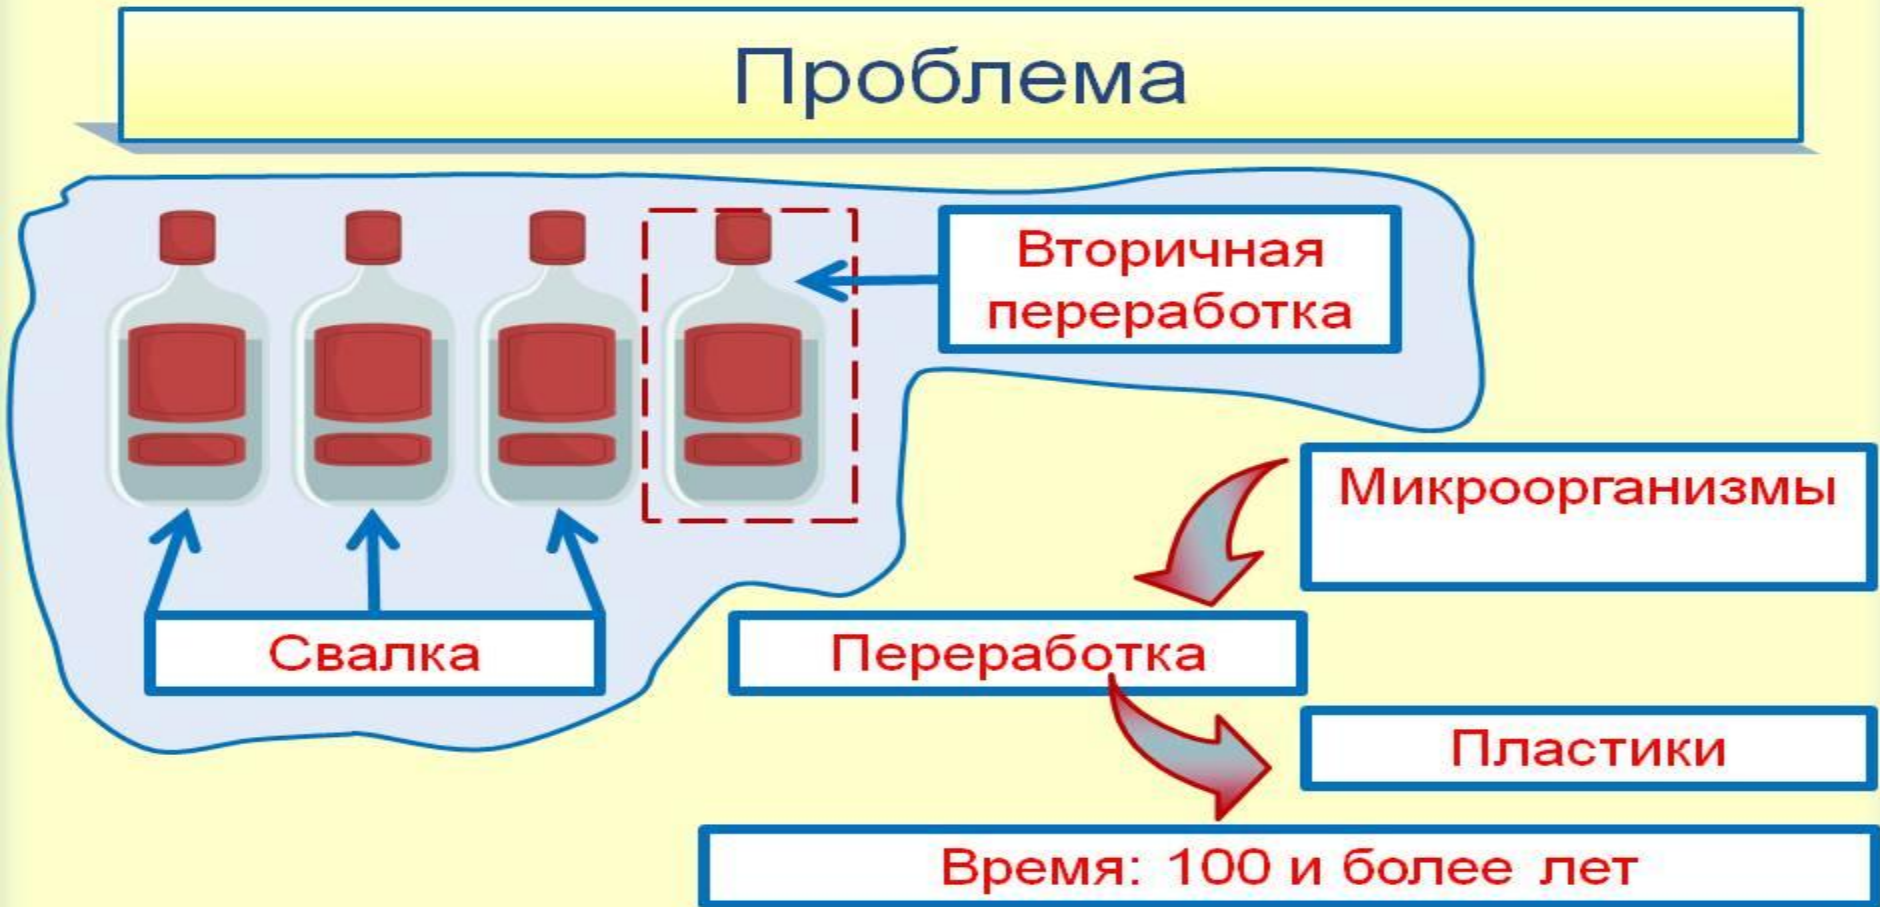 Проблема
Вторичная
переработка
Микроорганизмы
Свалка
Переработка
Пластики
Время: 100 и более лет